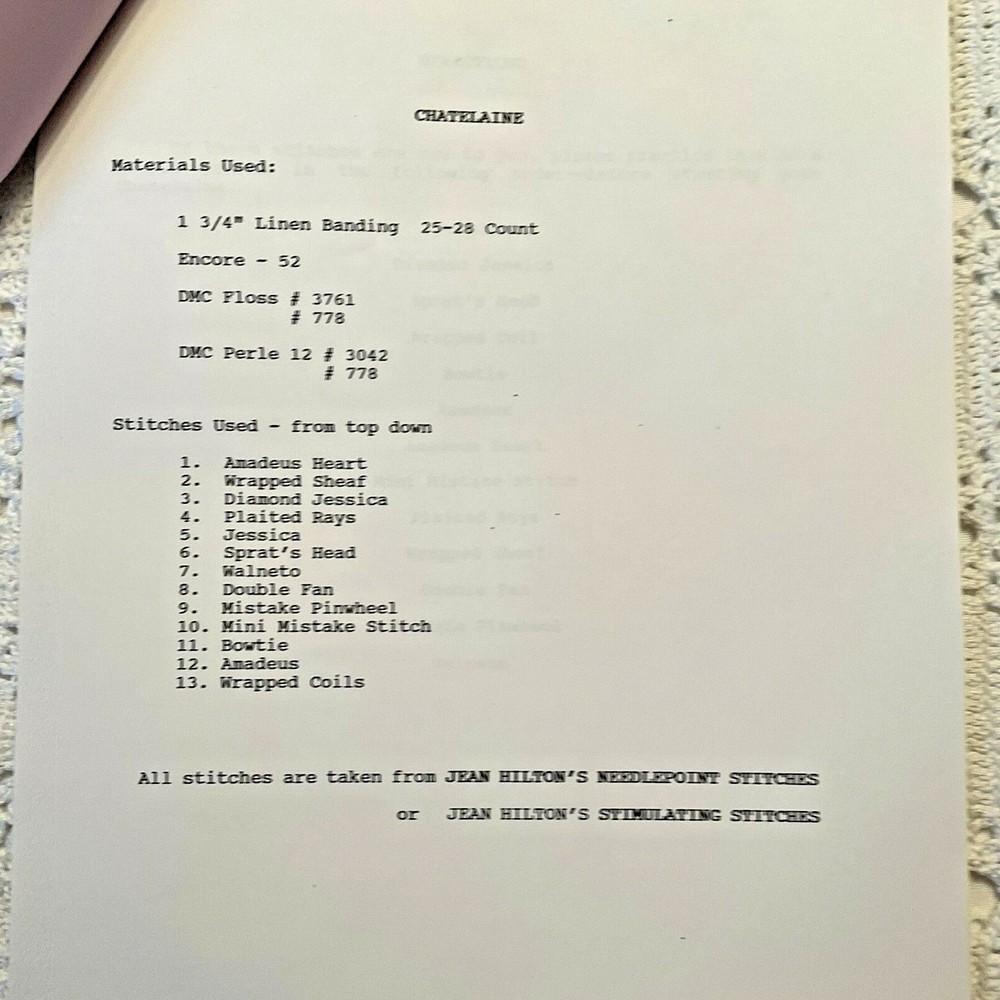 CHATELAINE
Materials Used:
1 3/4" Linen Banding 25-28 Count
Encore - 52
DMC Floss # 3761
# 778
DMC Perle 12 # 3042
# 778
Stitches Used - from top down
1. Amadeus Heart
2. Wrapped Sheaf
3. Diamond Jessica
4. Plaited Rays
5. Jessica
6. Sprat's Head
7. Walneto
8. Double Fan
9. Mistake Pinwheel
10. Mini Mistake Stitch
11. Bowtie
12. Amadeus
13. Wrapped Coils
All stitches are taken from JEAN HILTON'S NEEDLEPOINT STITCHES
or JEAN HILTON'S STIMULATING STITCHES